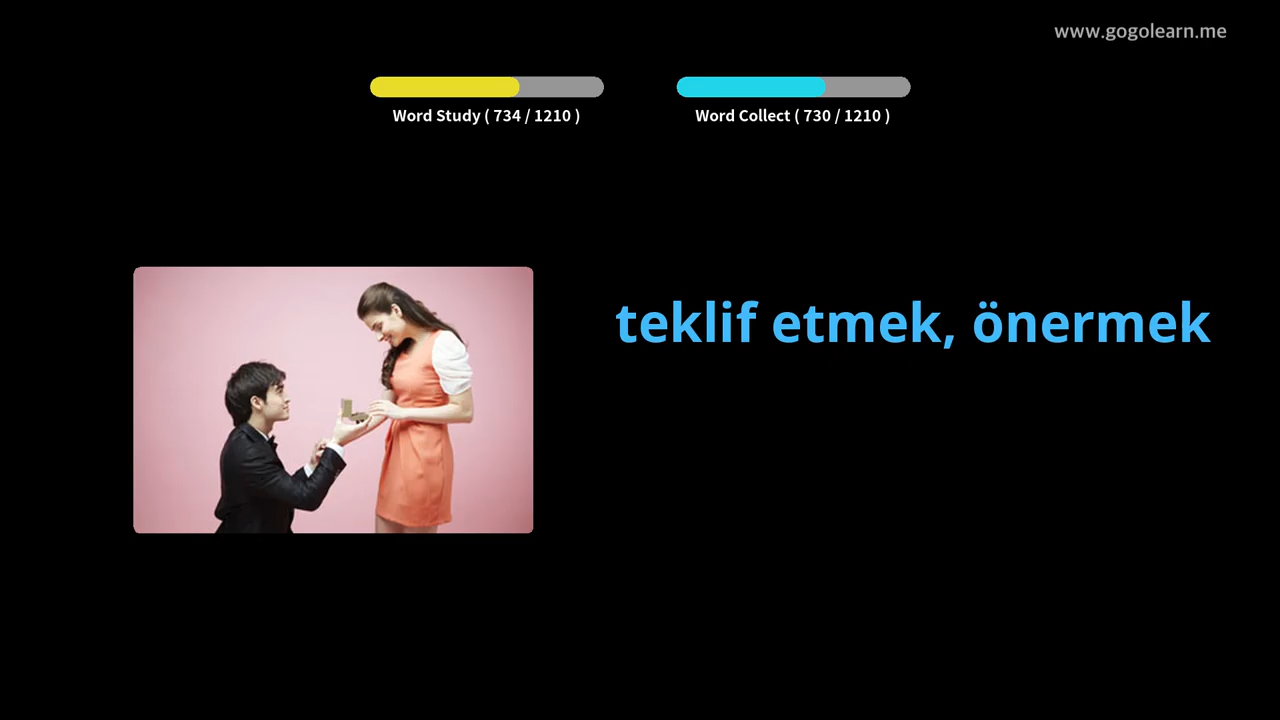 www.gogolearn.me
Word Study ( 734 / 1210 )
Word Collect ( 730 / 1210 )
teklif etmek, önermek